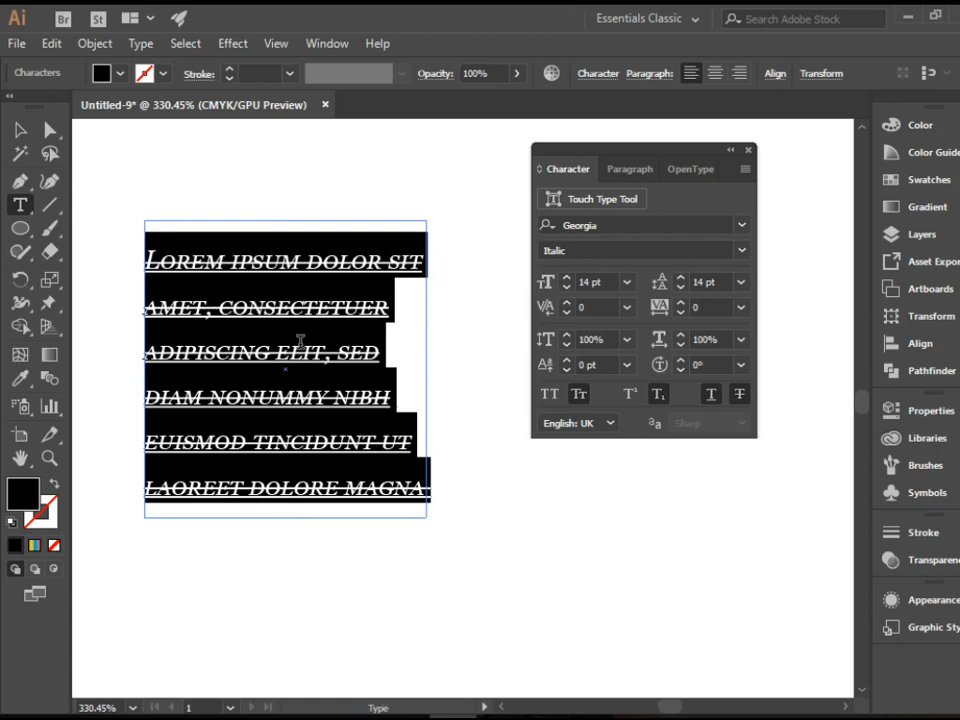 Ai Br St Essentials Classic Search Adobe Stock
File Edit Object Type Select Effect View Window Help
Characters Stroke: Opacity: 100% Character Paragraph: Align Transform
Untitled-9* @ 330.45% (CMYK/GPU Preview) ×
LOREM IPSUM DOLOR SIT
AMET, CONSECTETUER
ADIPISCING ELIT, SED
DIAM NONUMMY NIBH
EUISMOD TINCIDUNT UT
LAOREET DOLORE MAGNA
Character Paragraph OpenType
Touch Type Tool
Georgia
Italic
14 pt 14 pt
0 0
100% 100%
0 pt 0°
TT Tt T¹ T₁ T T
English: UK aa Sharp
Color
Color Guide
Swatches
Gradient
Layers
Asset Expor
Artboards
Transform
Align
Pathfinder
Properties
Libraries
Brushes
Symbols
Stroke
Transparen
Appearance
Graphic Sty
330.45% 1 Type